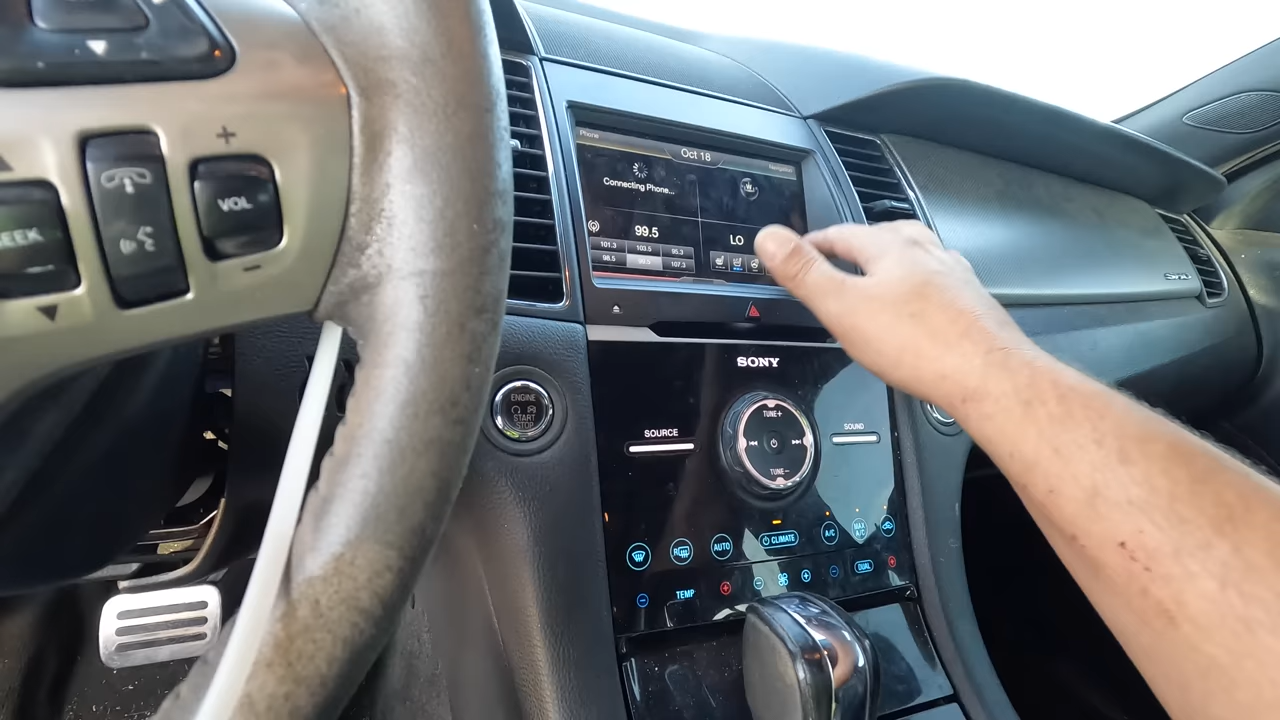 SEEK
VOL
Phone
Oct 18
Navigation
Connecting Phone...
99.5
LO
101.3 103.5 95.3
98.5 99.5 107.3
SONY
ENGINE
START
STOP
SOURCE
TUNE+
TUNE-
SOUND
R
AUTO
CLIMATE
A/C
MAX
A/C
TEMP
DUAL